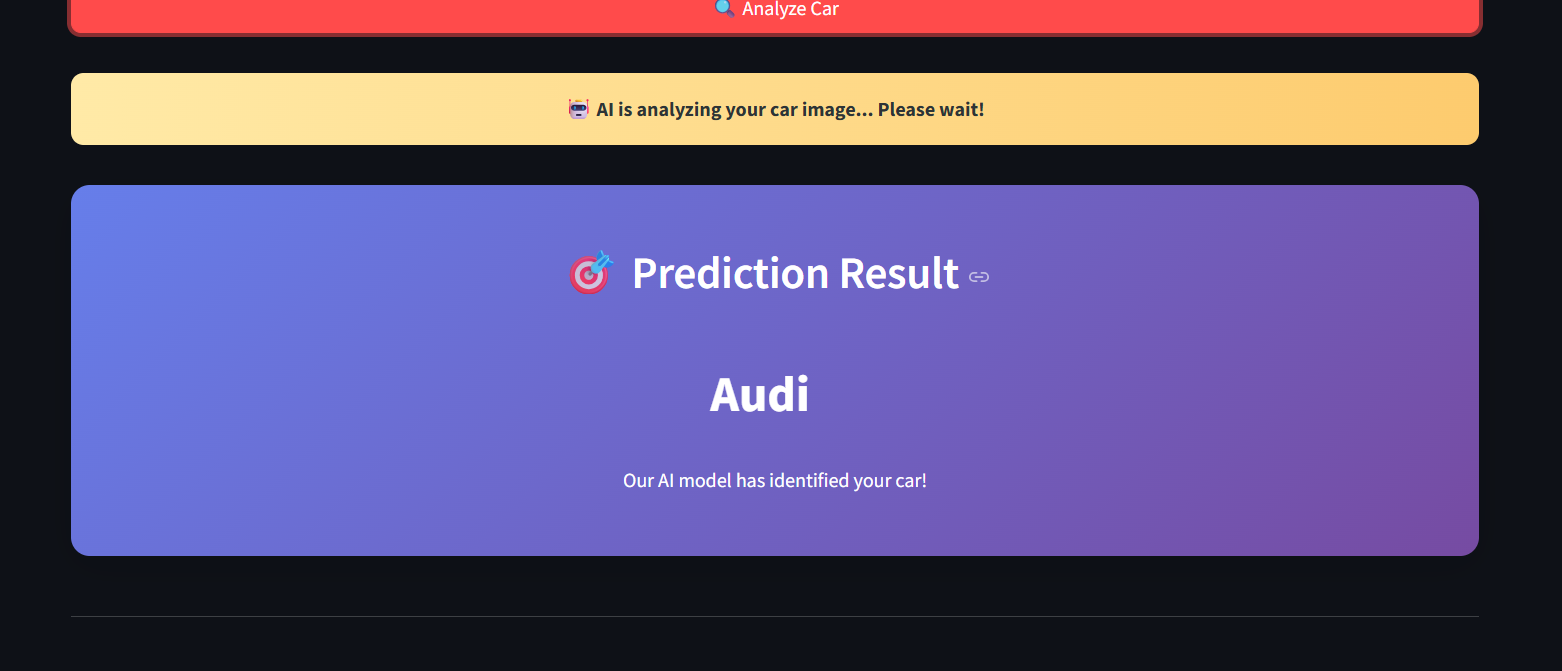 🔍 Analyze Car
🤖 AI is analyzing your car image... Please wait!
🎯 Prediction Result
Audi
Our AI model has identified your car!